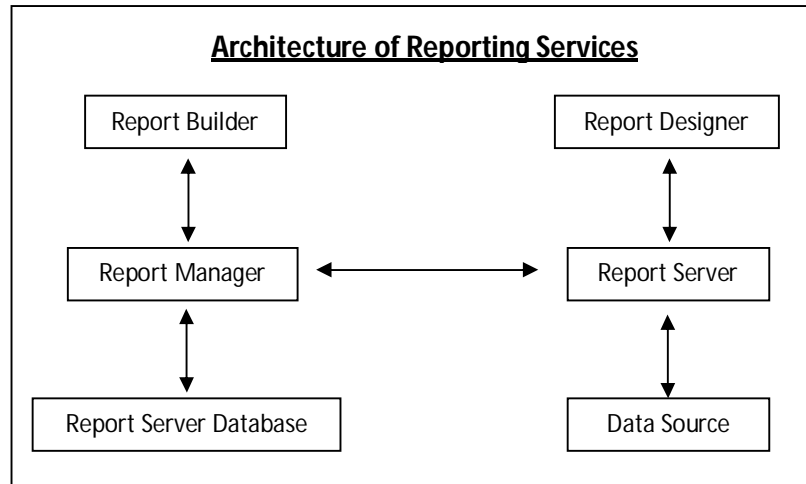 Architecture of Reporting Services
Report Builder
Report Designer
Report Manager
Report Server
Report Server Database
Data Source